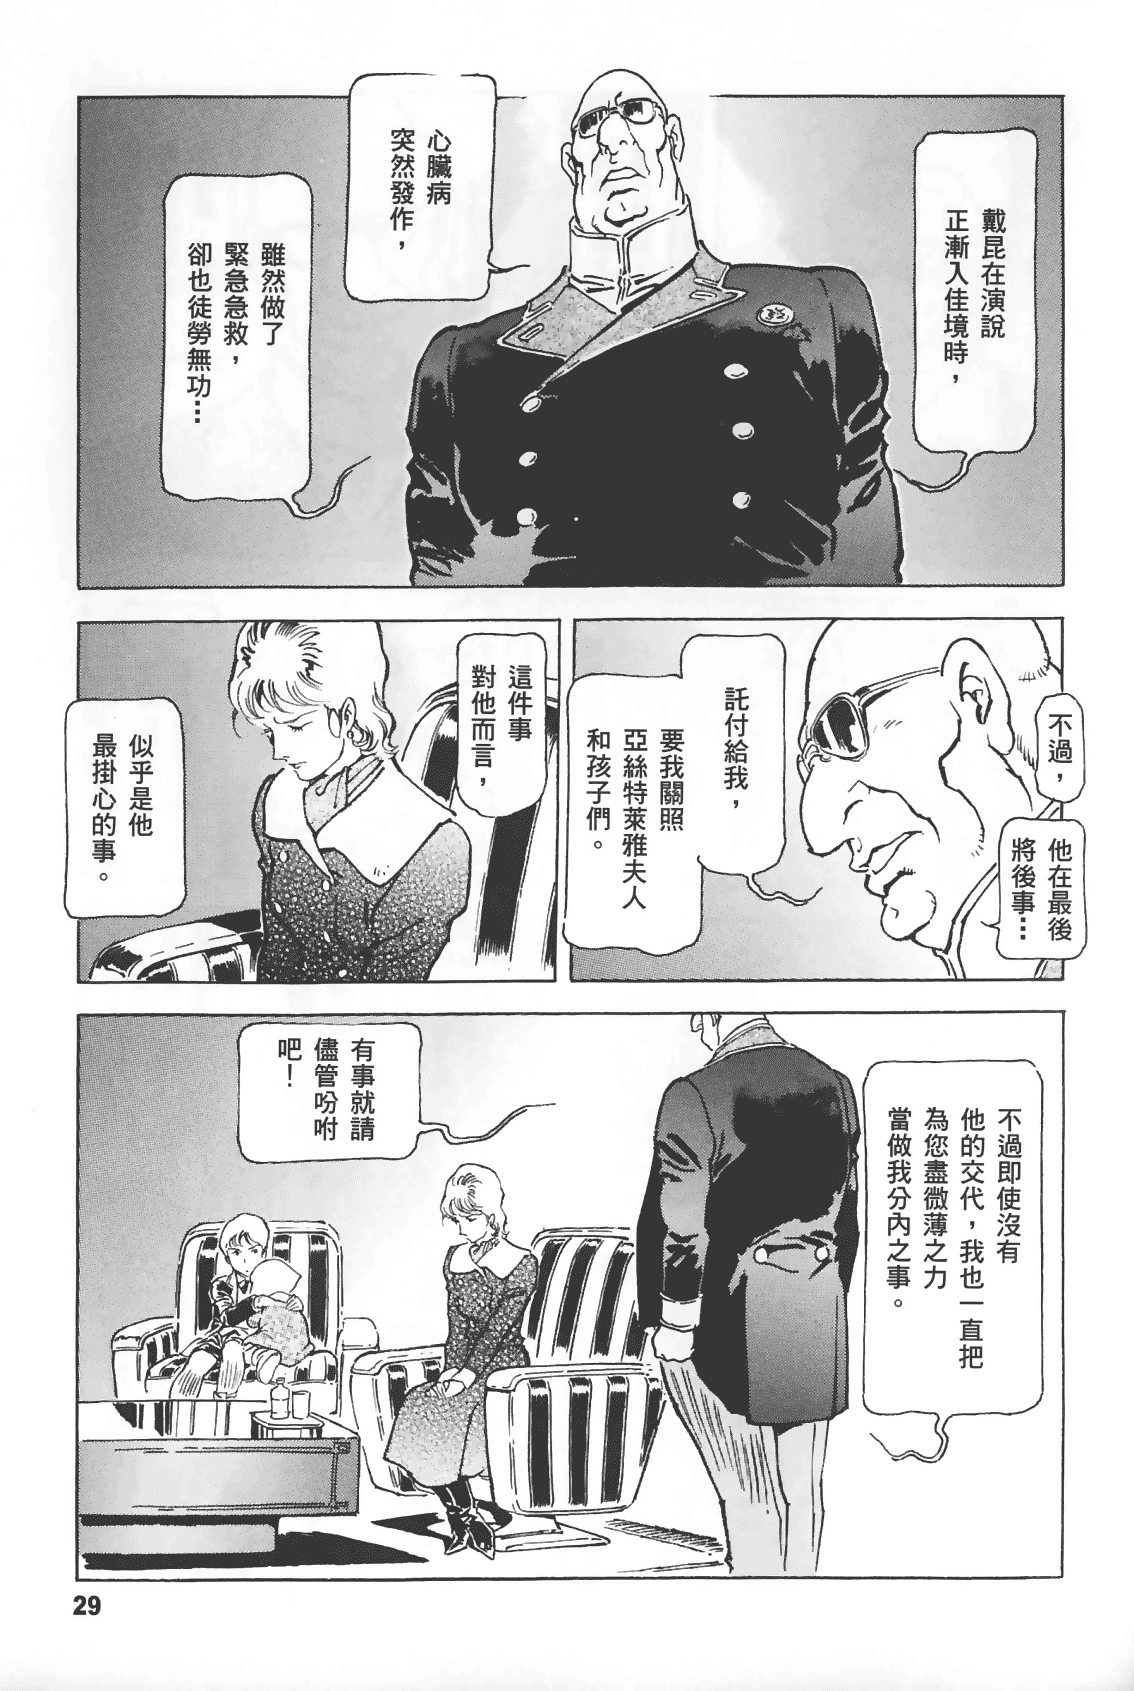 戴昆在演說
正漸入佳境時，
心臟病
突然發作，
雖然做了
緊急急救，
卻也徒勞無功⋯
不過，
他在最後
將後事⋯
託付給我，
要我關照
亞絲特萊雅夫人
和孩子們。
這件事
對他而言，
似乎是他
最掛心的事。
不過即使沒有
他的交代，我也一直把
為您盡微薄之力
當做我分內之事。
有事就請
儘管吩咐
吧！
29